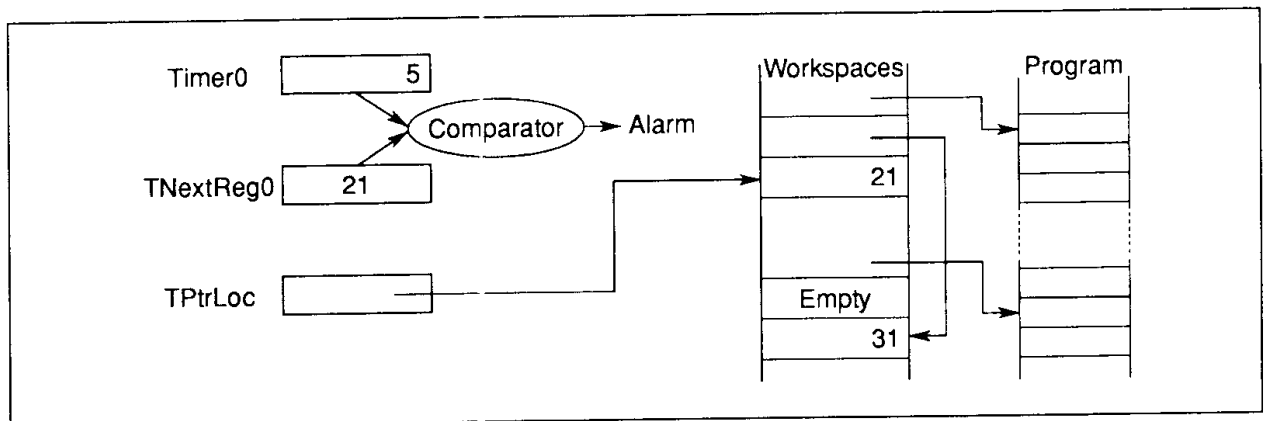 Timer0
5
Workspaces
Program
Comparator
Alarm
TNextReg0
21
21
TPtrLoc
Empty
31